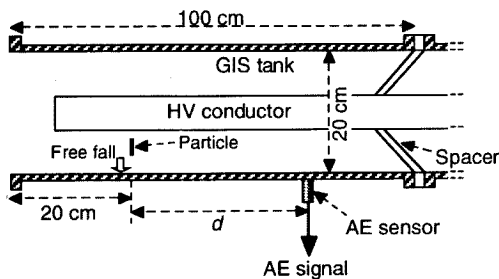 100 cm
GIS tank
HV conductor
20 cm
Free fall
Particle
Spacer
20 cm
d
AE sensor
AE signal